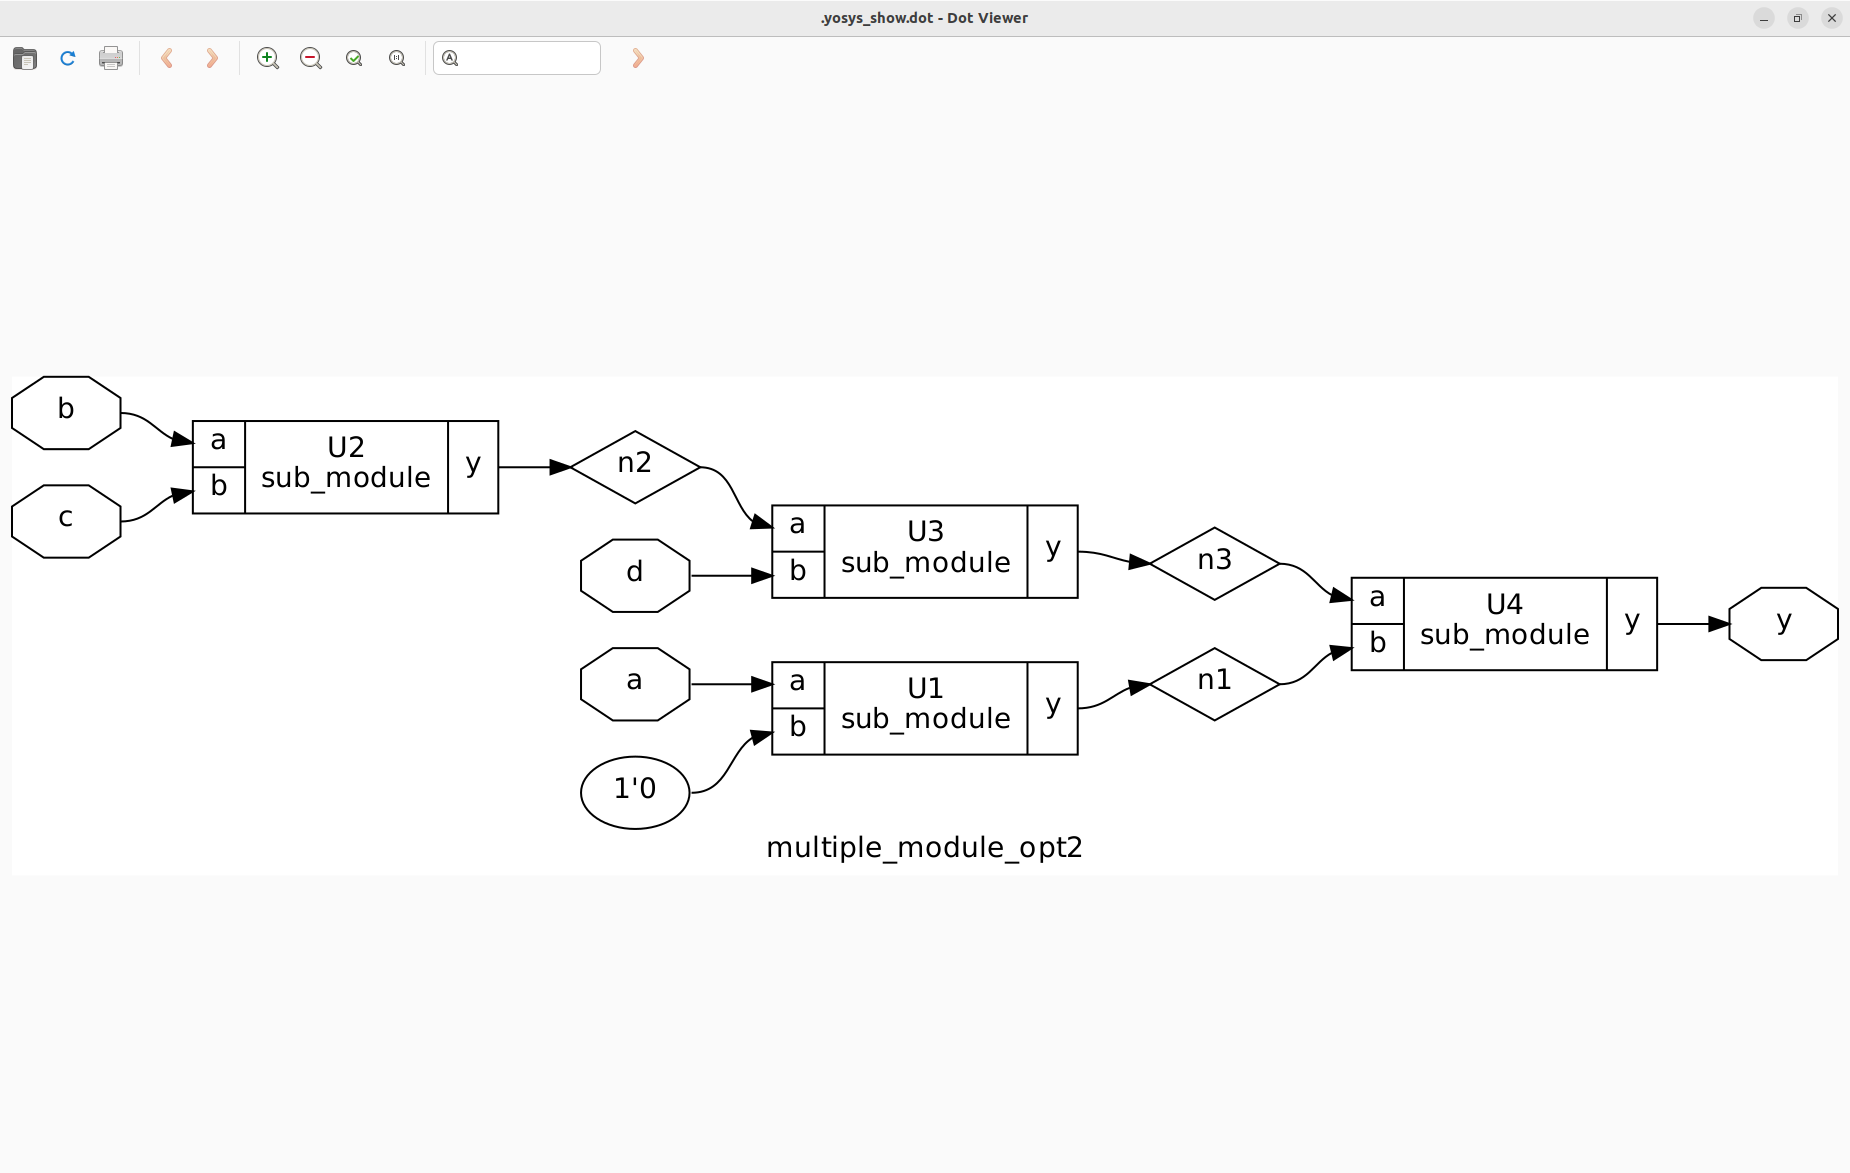 .yosys_show.dot - Dot Viewer
b
c
a
b
U2
sub_module
y
n2
d
a
b
U3
sub_module
y
n3
a
1'0
a
b
U1
sub_module
y
n1
a
b
U4
sub_module
y
y
multiple_module_opt2